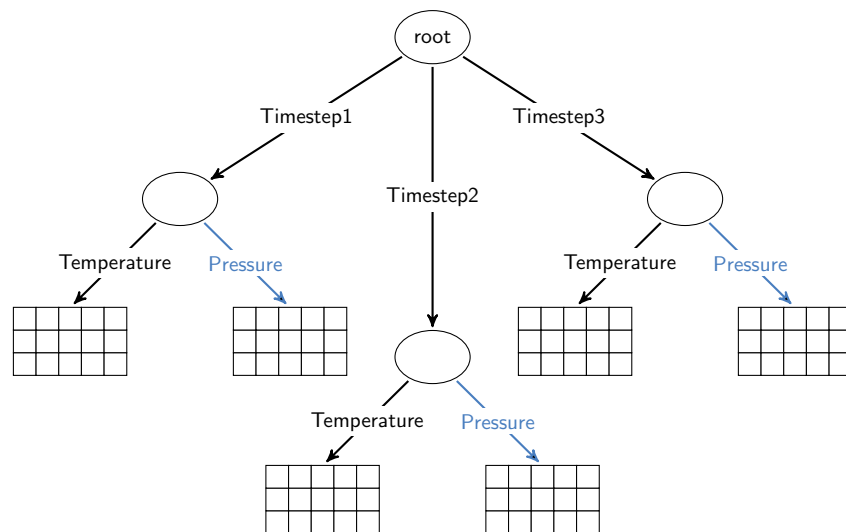 root
Timestep1
Timestep3
Timestep2
Temperature
Pressure
Temperature
Pressure
Temperature
Pressure